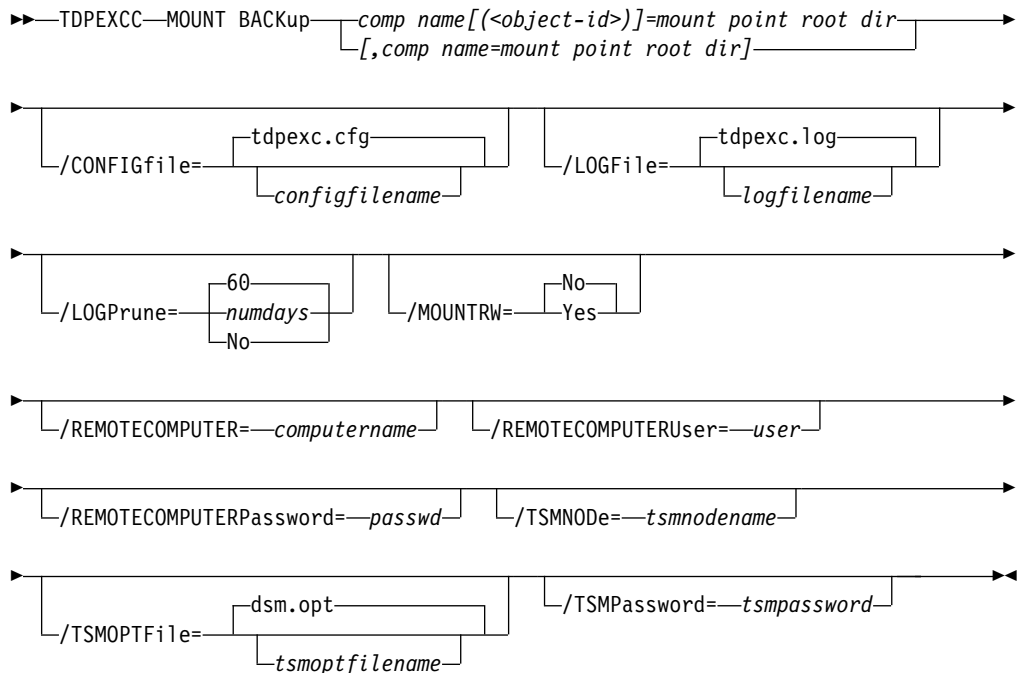 TDPEXCC MOUNT BACKup comp name[(<object-id>)]=mount point root dir
[,comp name=mount point root dir]
/CONFIGfile= tdpexc.cfg
configfilename
/LOGFile= tdpexc.log
logfilename
/LOGPrune= 60
numdays
No
/MOUNTRW= No
Yes
/REMOTECOMPUTER= computername
/REMOTECOMPUTERUser= user
/REMOTECOMPUTERPassword= passwd
/TSMNODe= tsmnodename
/TSMOPTFile= dsm.opt
tsmoptfilename
/TSMPassword= tsmpassword